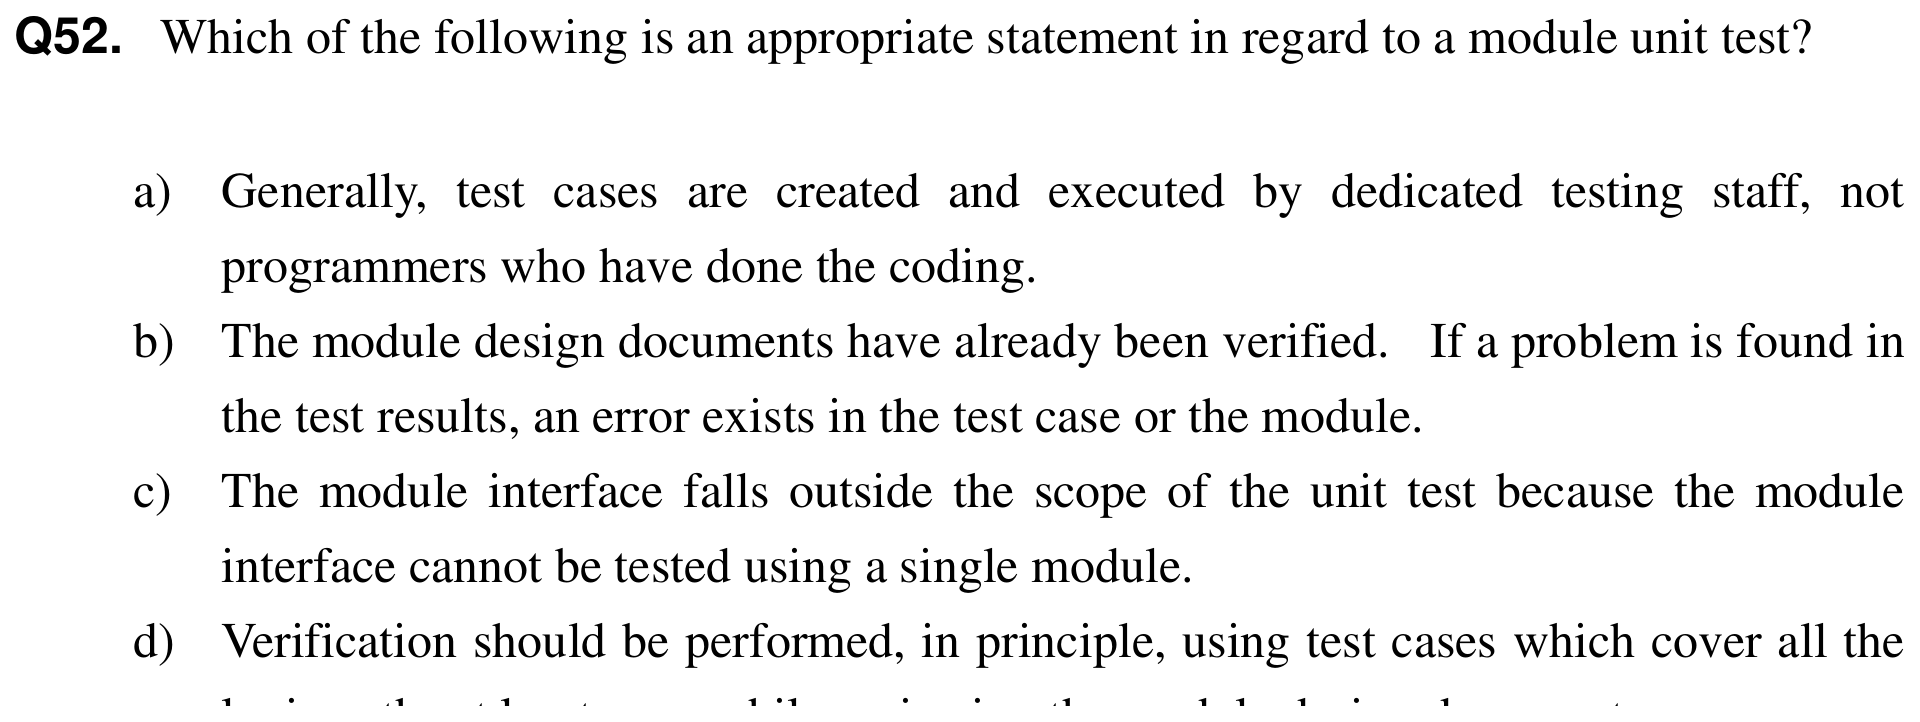 Q52. Which of the following is an appropriate statement in regard to a module unit test?
a) Generally, test cases are created and executed by dedicated testing staff, not
programmers who have done the coding.
b) The module design documents have already been verified. If a problem is found in
the test results, an error exists in the test case or the module.
c) The module interface falls outside the scope of the unit test because the module
interface cannot be tested using a single module.
d) Verification should be performed, in principle, using test cases which cover all the